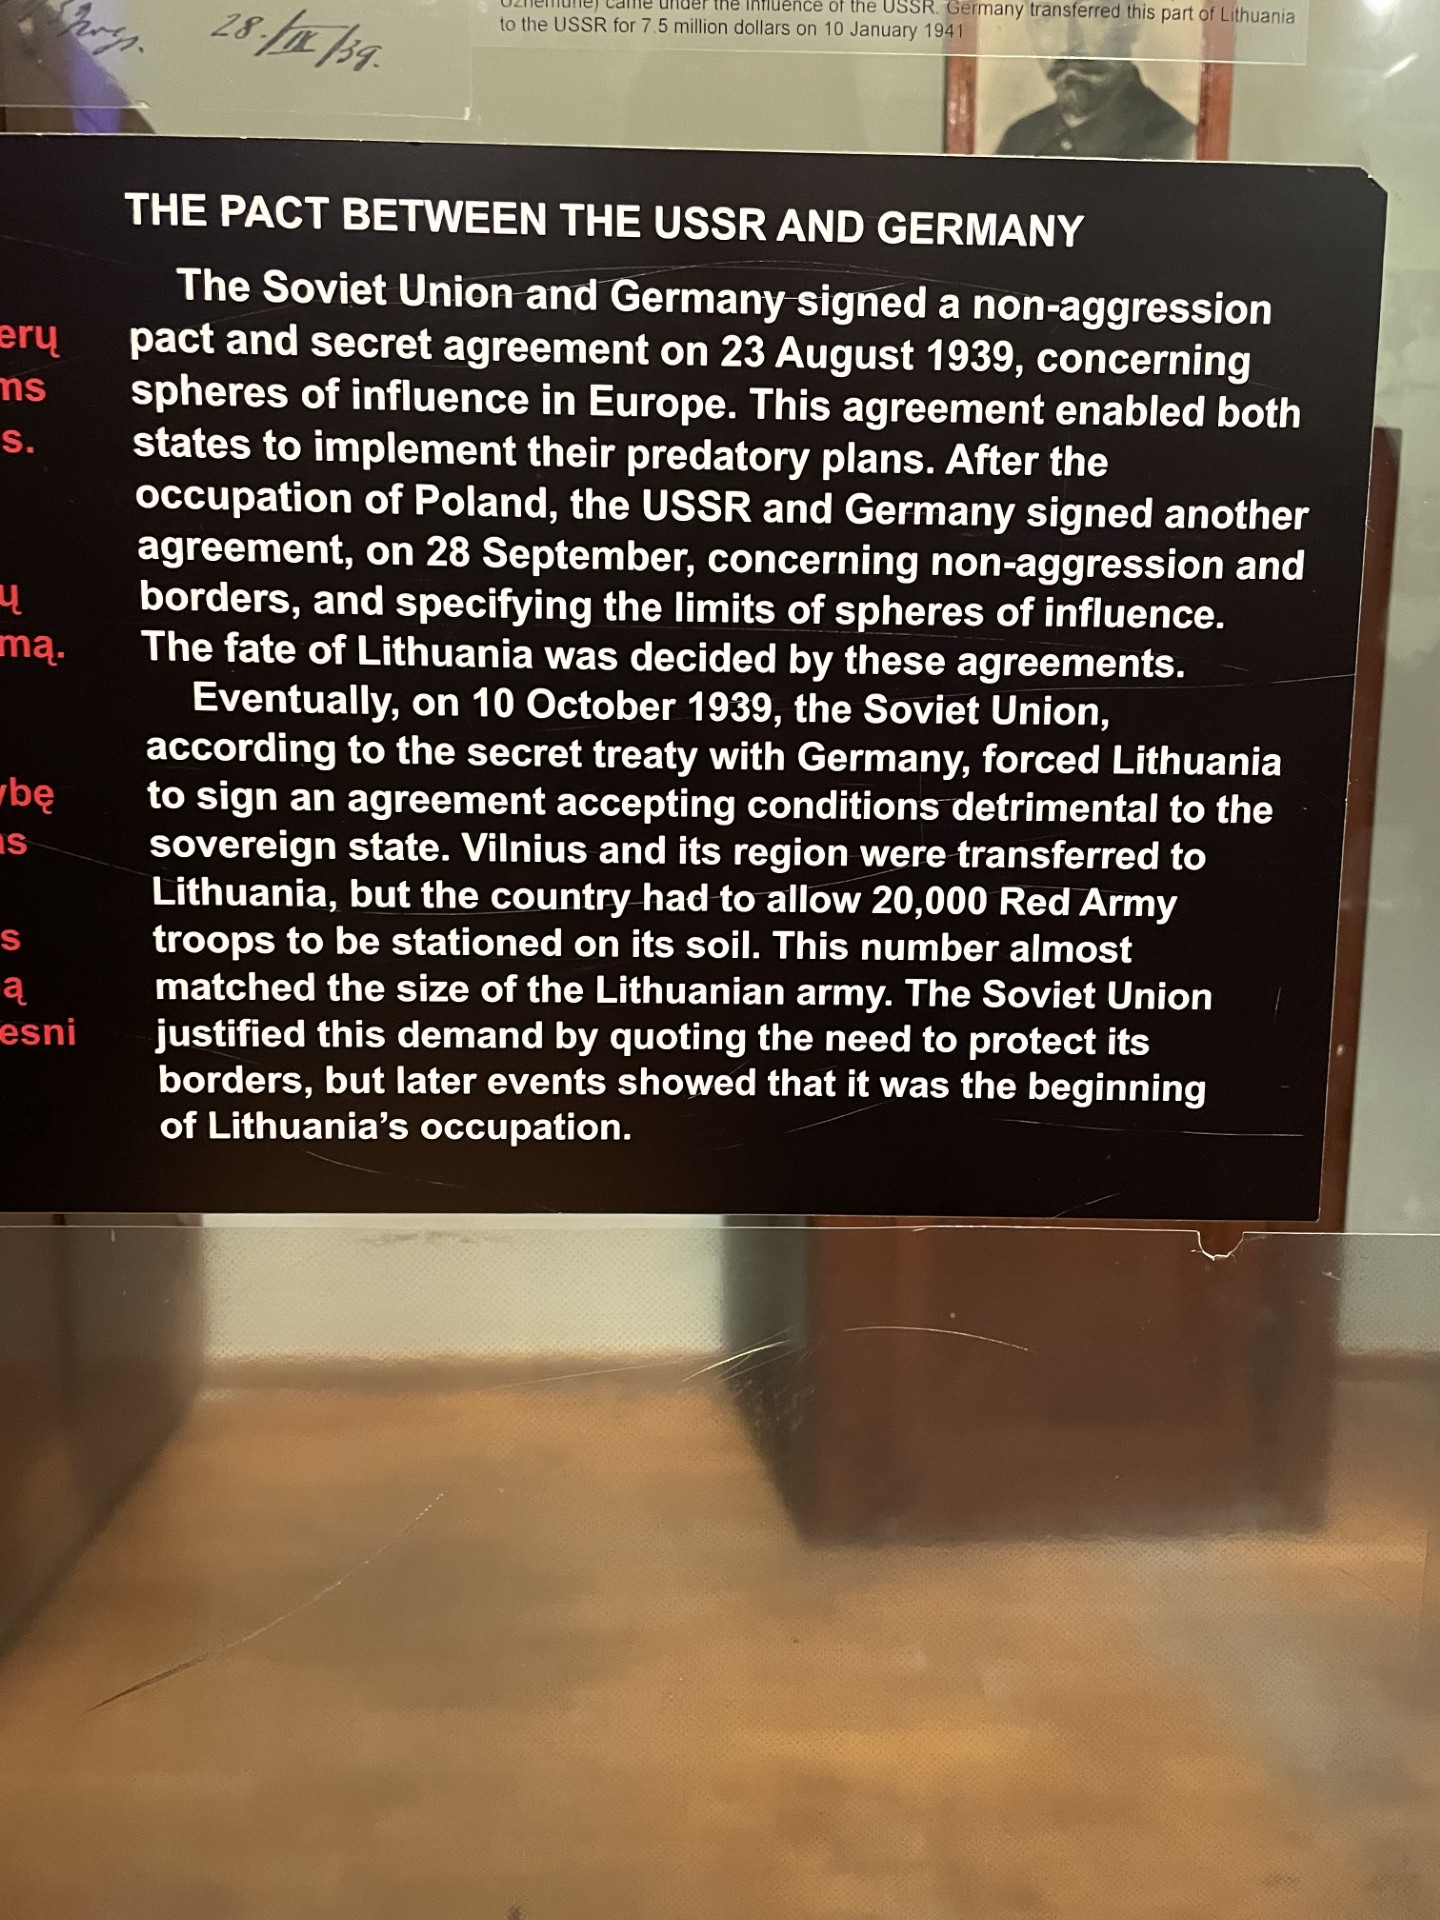 28./IX/39.
came under the influence of the USSR. Germany transferred this part of Lithuania
to the USSR for 7.5 million dollars on 10 January 1941
THE PACT BETWEEN THE USSR AND GERMANY
The Soviet Union and Germany signed a non-aggression
pact and secret agreement on 23 August 1939, concerning
spheres of influence in Europe. This agreement enabled both
states to implement their predatory plans. After the
occupation of Poland, the USSR and Germany signed another
agreement, on 28 September, concerning non-aggression and
borders, and specifying the limits of spheres of influence.
The fate of Lithuania was decided by these agreements.
Eventually, on 10 October 1939, the Soviet Union,
according to the secret treaty with Germany, forced Lithuania
to sign an agreement accepting conditions detrimental to the
sovereign state. Vilnius and its region were transferred to
Lithuania, but the country had to allow 20,000 Red Army
troops to be stationed on its soil. This number almost
matched the size of the Lithuanian army. The Soviet Union
justified this demand by quoting the need to protect its
borders, but later events showed that it was the beginning
of Lithuania's occupation.
erų
ms
s.
ų
mą.
ybę
as
s
ą
esni